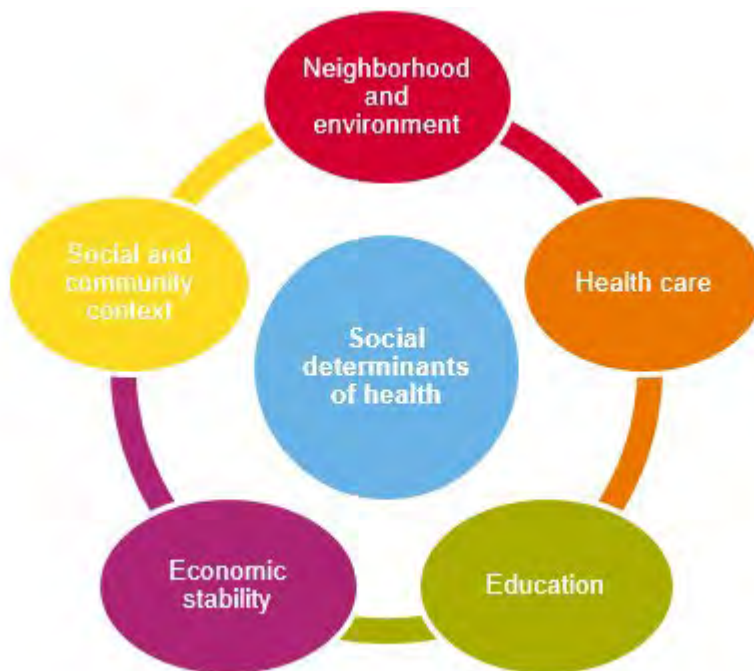 Neighborhood
and
environment
Social and
community
context
Health care
Social
determinants
of health
Economic
stability
Education